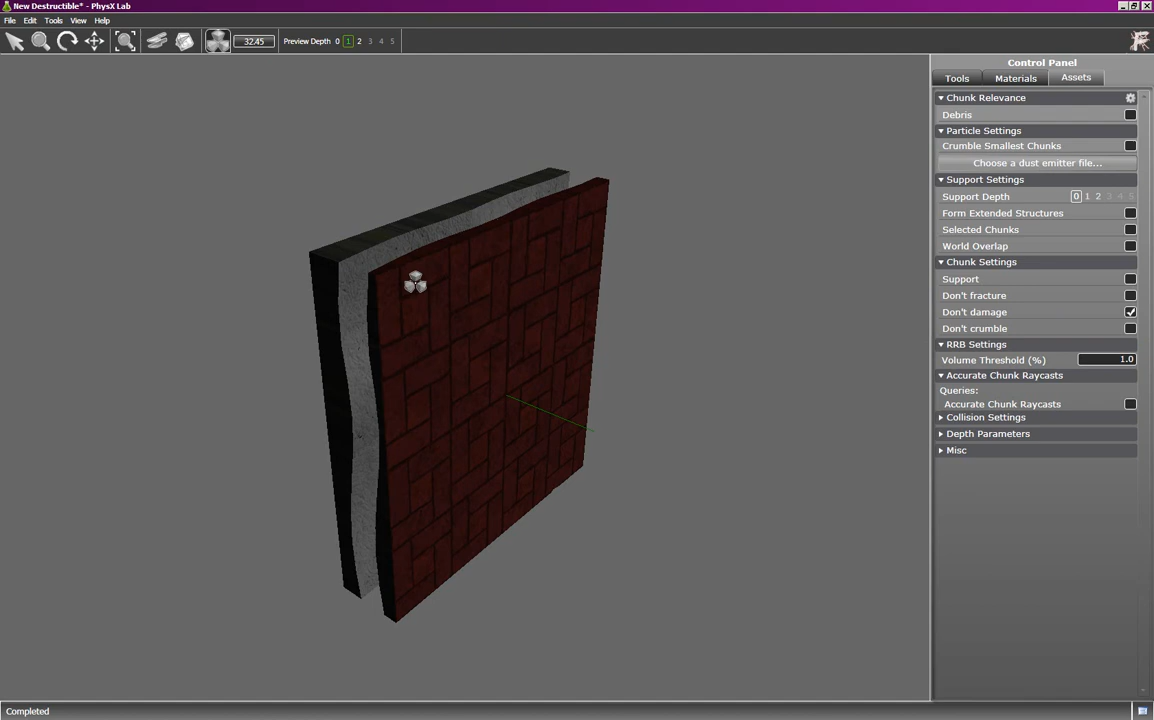 New Destructible* - PhysX Lab
File Edit Tools View Help
32.45 Preview Depth 0 1 2 3 4 5
Control Panel
Tools Materials Assets
Chunk Relevance
Debris
Particle Settings
Crumble Smallest Chunks
Choose a dust emitter file...
Support Settings
Support Depth 0 1 2 3 4 5
Form Extended Structures
Selected Chunks
World Overlap
Chunk Settings
Support
Don't fracture
Don't damage
Don't crumble
RRB Settings
Volume Threshold (%) 1.0
Accurate Chunk Raycasts
Queries:
Accurate Chunk Raycasts
Collision Settings
Depth Parameters
Misc
Completed